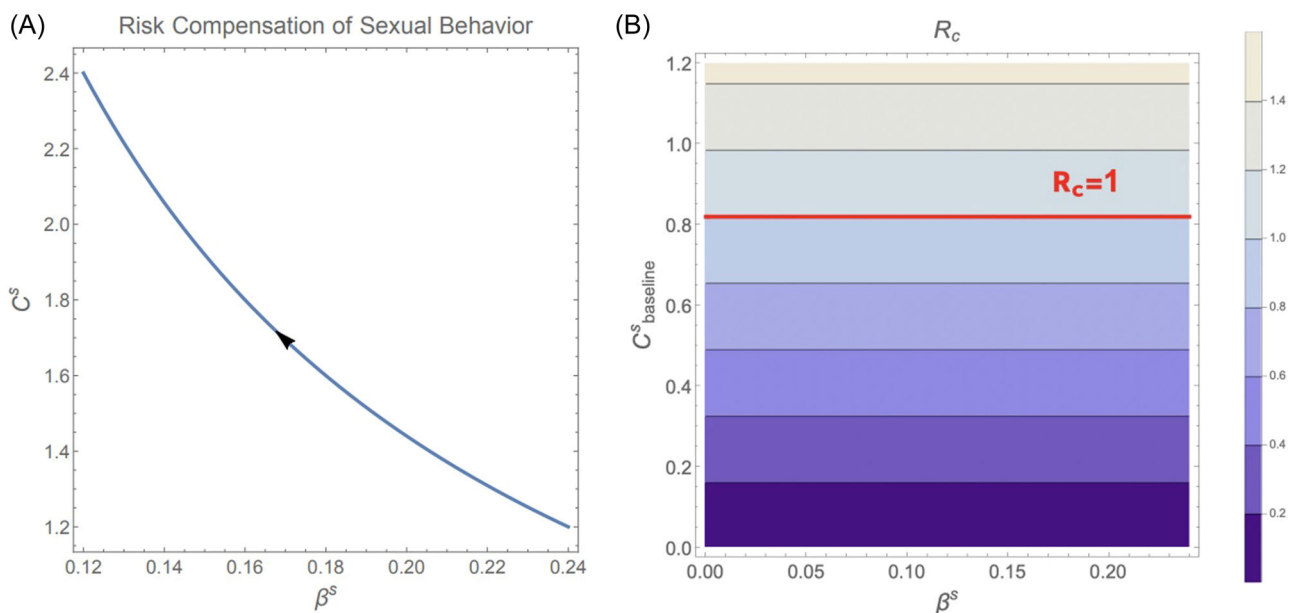 (A)
Risk Compensation of Sexual Behavior
2.4
2.2
2.0
1.8
1.6
1.4
1.2
C^s
0.12 0.14 0.16 0.18 0.20 0.22 0.24
β^s
(B)
R_c
1.2
1.0
0.8
0.6
0.4
0.2
0.0
C^s_baseline
R_c=1
0.00 0.05 0.10 0.15 0.20
β^s
1.4
1.2
1.0
0.8
0.6
0.4
0.2